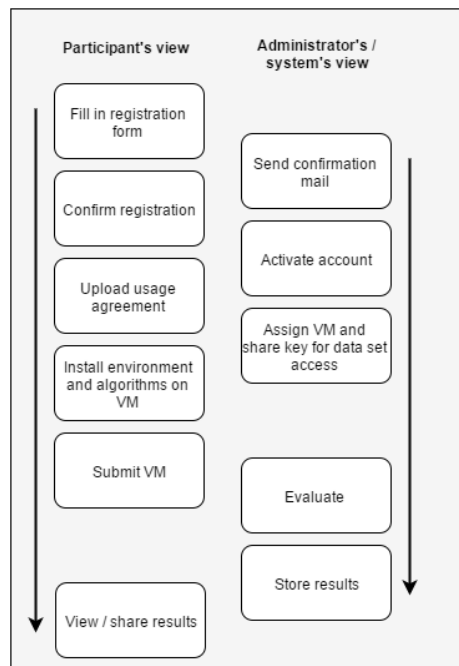 Participant's view
Fill in registration
form
Confirm registration
Upload usage
agreement
Install environment
and algorithms on
VM
Submit VM
View / share results
Administrator's /
system's view
Send confirmation
mail
Activate account
Assign VM and
share key for data set
access
Evaluate
Store results